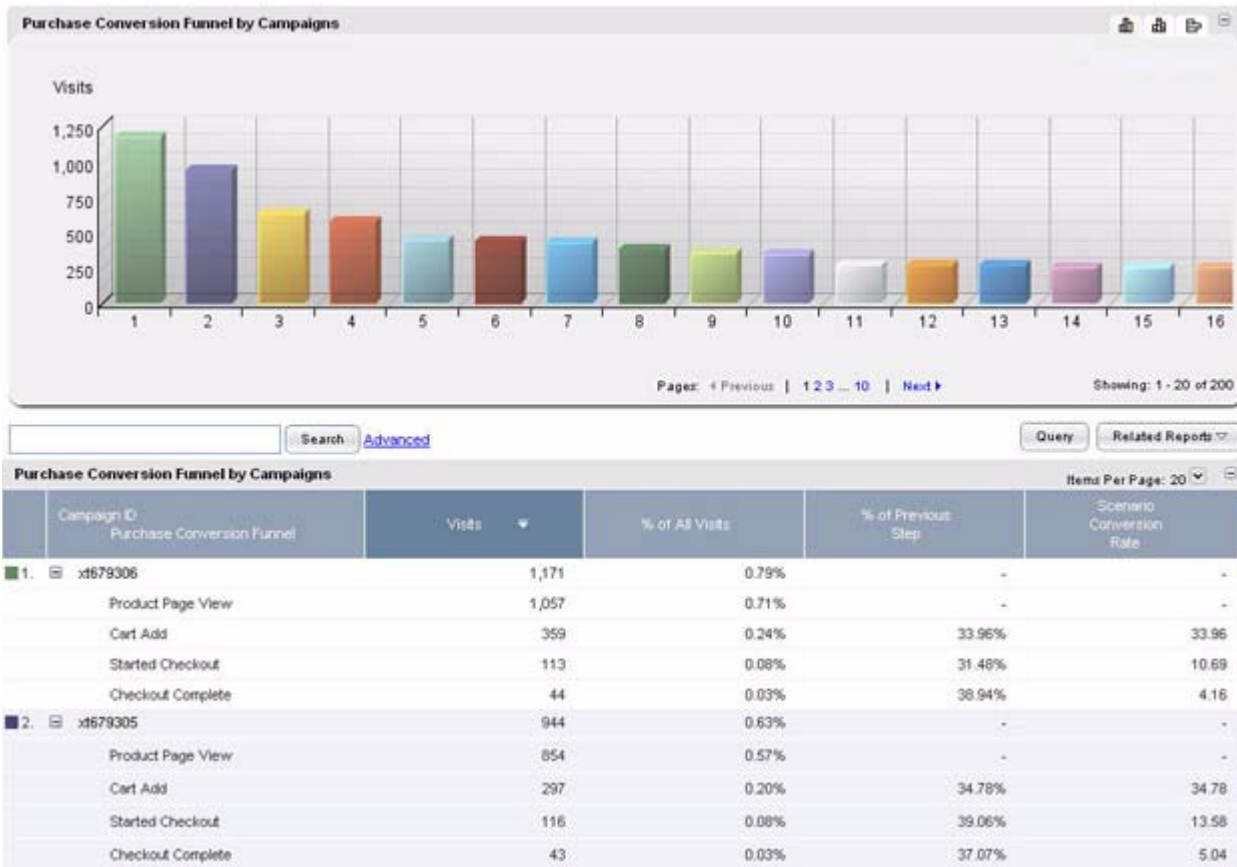 Purchase Conversion Funnel by Campaigns
Visits
1,250
1,000
750
500
250
0
1 2 3 4 5 6 7 8 9 10 11 12 13 14 15 16
Pages: Previous | 1 2 3 ... 10 | Next Showing: 1 - 20 of 200
Search Advanced Query Related Reports
Purchase Conversion Funnel by Campaigns Items Per Page: 20
Campaign ID
Purchase Conversion Funnel
Visits
% of All Visits
% of Previous
Step
Scenario
Conversion
Rate
1. xt679306 1,171 0.79% - -
Product Page View 1,057 0.71% - -
Cart Add 359 0.24% 33.96% 33.96
Started Checkout 113 0.08% 31.48% 10.69
Checkout Complete 44 0.03% 38.94% 4.16
2. xt679305 944 0.63% - -
Product Page View 854 0.57% - -
Cart Add 297 0.20% 34.78% 34.78
Started Checkout 116 0.08% 39.06% 13.58
Checkout Complete 43 0.03% 37.07% 5.04